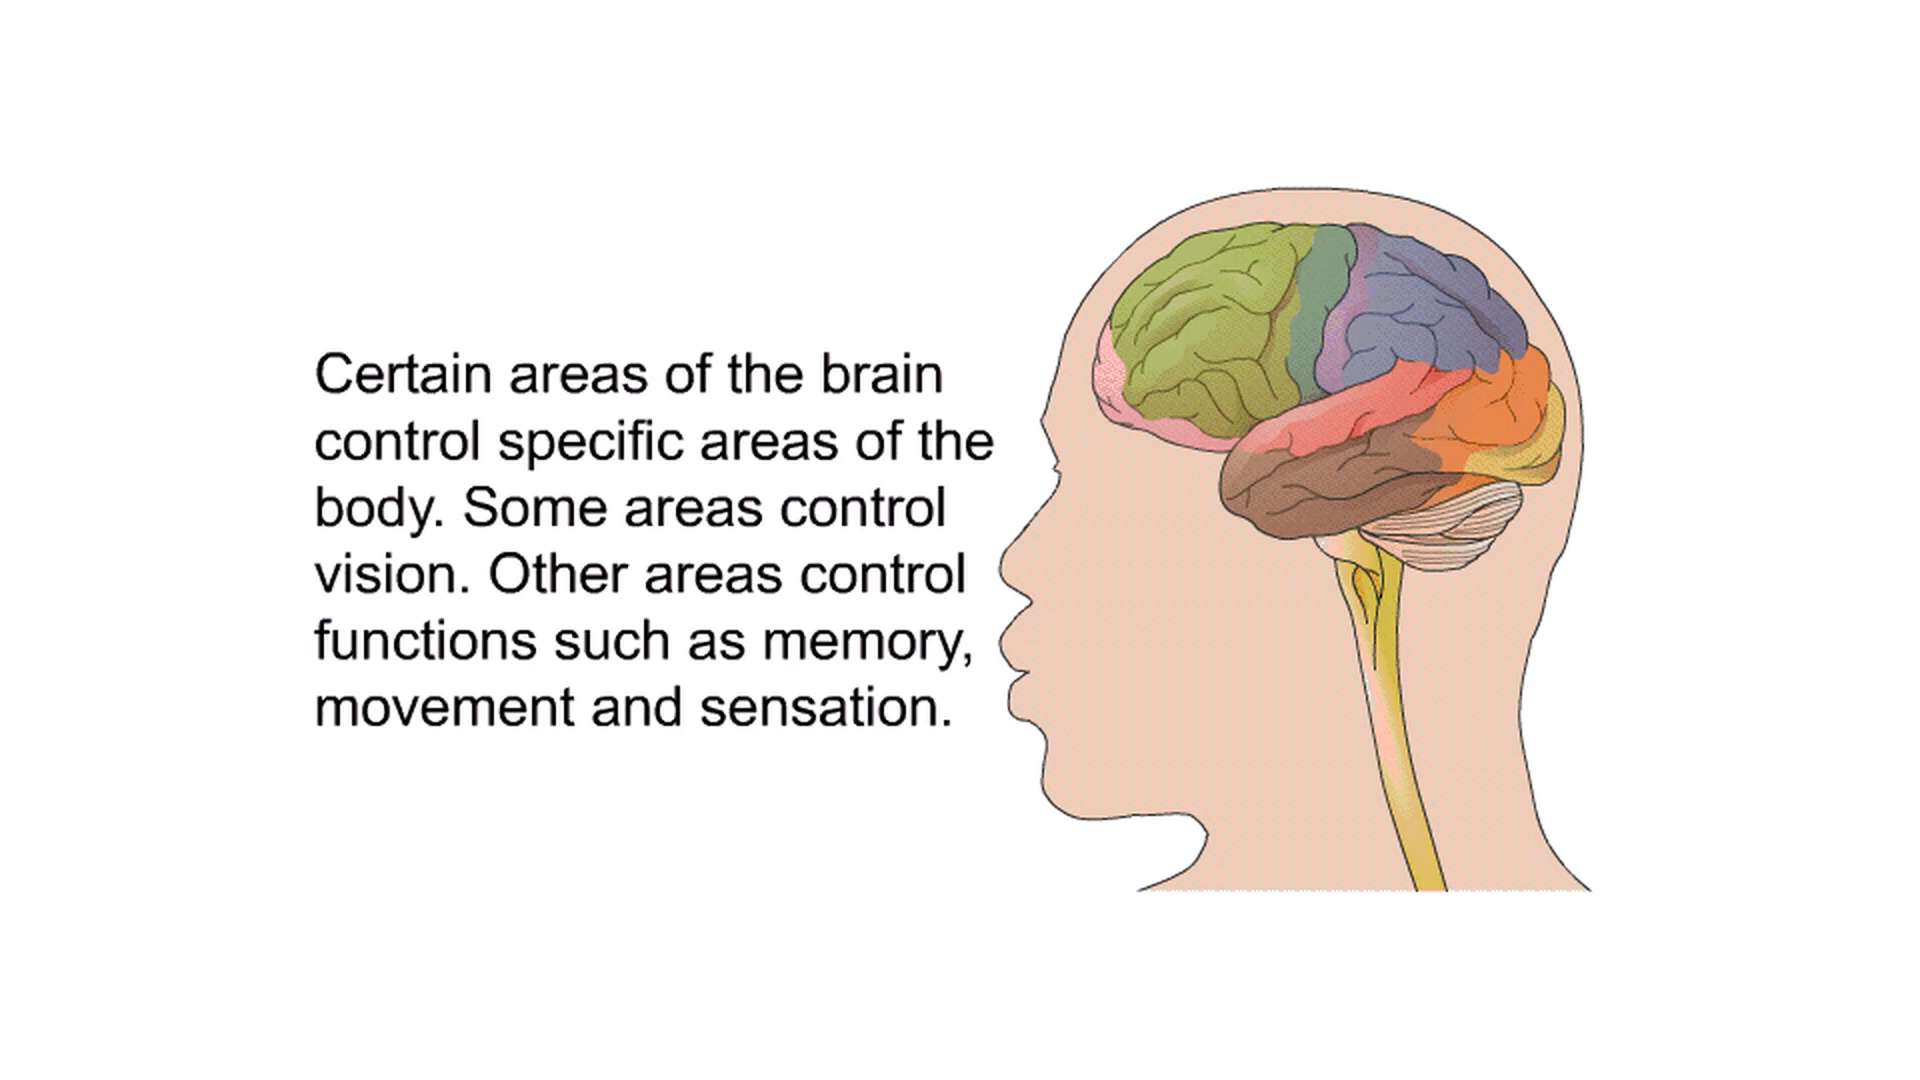 Certain areas of the brain
control specific areas of the
body. Some areas control
vision. Other areas control
functions such as memory,
movement and sensation.